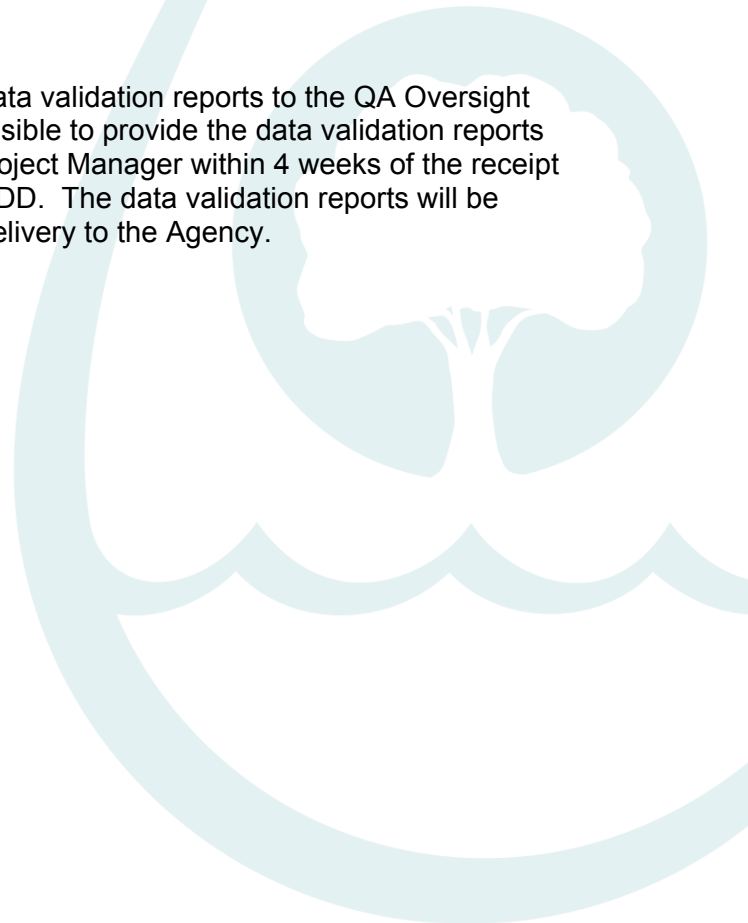 ata validation reports to the QA Oversight
sible to provide the data validation reports
oject Manager within 4 weeks of the receipt
DD. The data validation reports will be
elivery to the Agency.